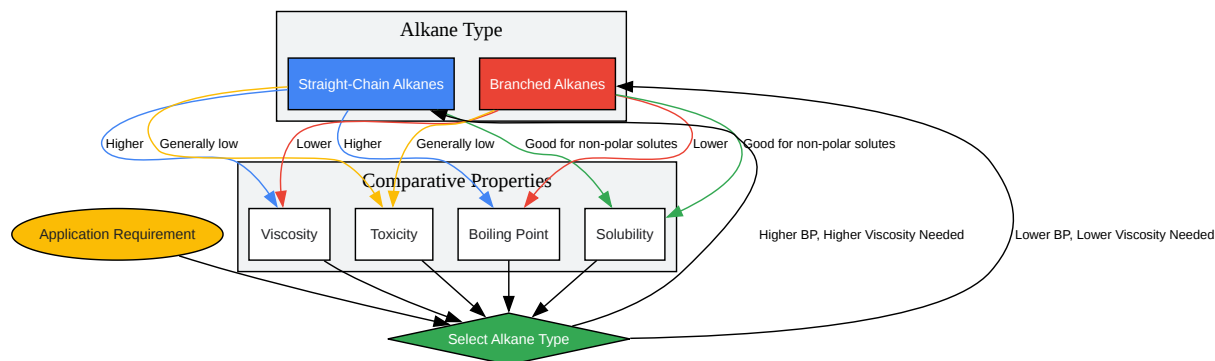 Alkane Type
Straight-Chain Alkanes
Branched Alkanes
Higher
Generally low
Lower
Higher
Generally low
Good for non-polar solutes
Lower
Good for non-polar solutes
Comparative Properties
Application Requirement
Viscosity
Toxicity
Boiling Point
Solubility
Higher BP, Higher Viscosity Needed
Lower BP, Lower Viscosity Needed
Select Alkane Type